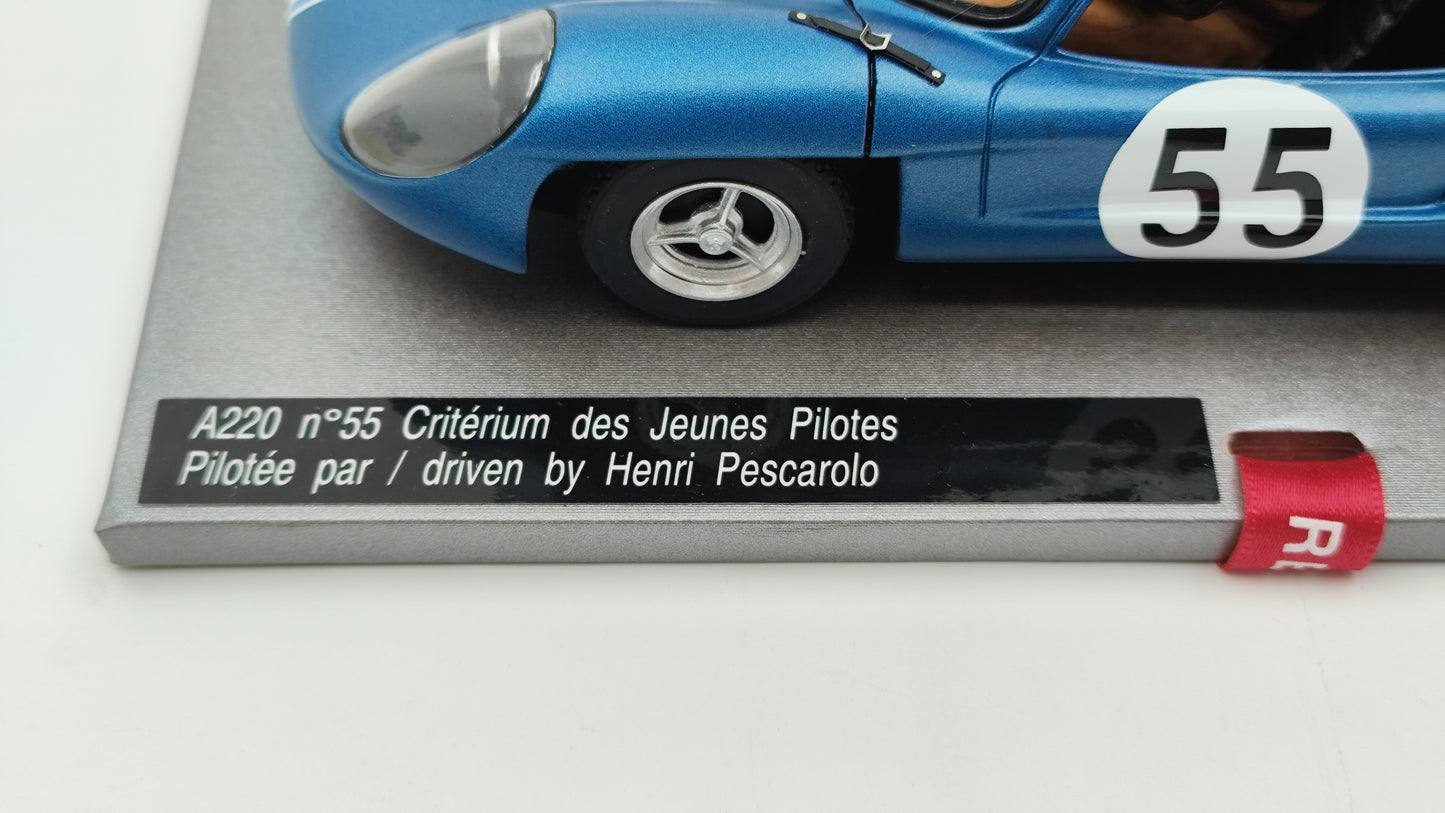 55
A220 n°55 Critérium des Jeunes Pilotes
Pilotée par / driven by Henri Pescarolo